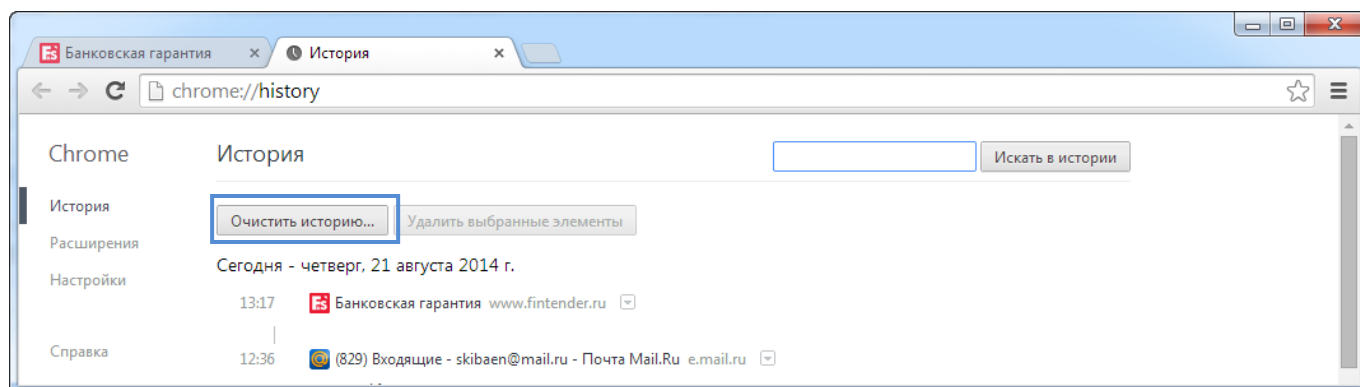 Банковская гарантия
История
chrome://history
Chrome
История
Искать в истории
История
Очистить историю...
Удалить выбранные элементы
Расширения
Сегодня - четверг, 21 августа 2014 г.
Настройки
13:17 Банковская гарантия www.fintender.ru
Справка
12:36 (829) Входящие - skibaen@mail.ru - Почта Mail.Ru e.mail.ru